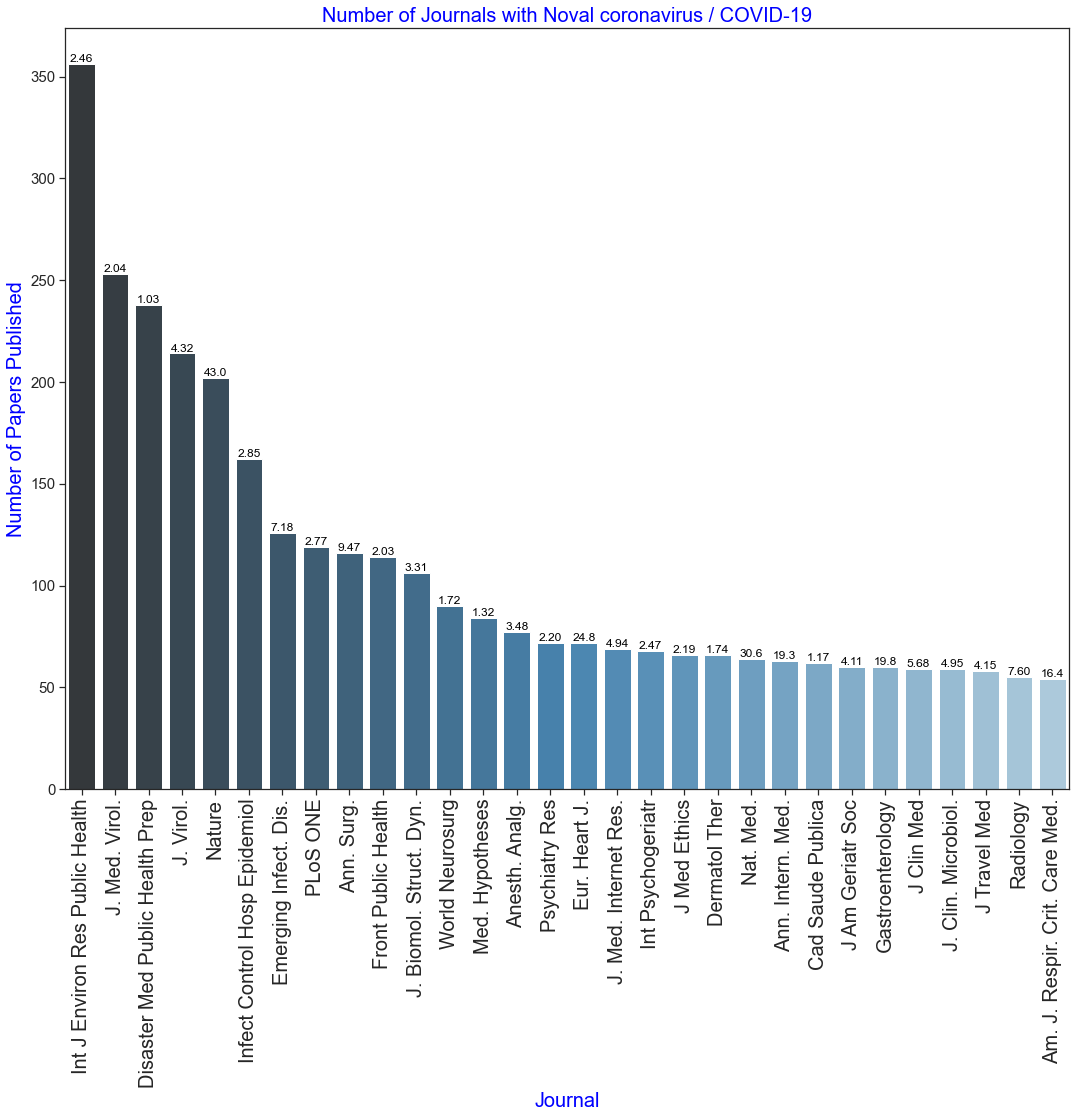 Number of Journals with Noval coronavirus / COVID-19
Number of Papers Published
350
300
250
200
150
100
50
0
2.46
2.04
1.03
4.32
43.0
2.85
7.18
2.77
9.47
2.03
3.31
1.72
1.32
3.48
2.20
24.8
4.94
2.47
2.19
1.74
30.6
19.3
1.17
4.11
19.8
5.68
4.95
4.15
7.60
16.4
Int J Environ Res Public Health
J. Med. Virol.
Disaster Med Public Health Prep
J. Virol.
Nature
Infect Control Hosp Epidemiol
Emerging Infect. Dis.
PLoS ONE
Ann. Surg.
Front Public Health
J. Biomol. Struct. Dyn.
World Neurosurg
Med. Hypotheses
Anesth. Analg.
Psychiatry Res
Eur. Heart J.
J. Med. Internet Res.
Int Psychogeriatr
J Med Ethics
Dermatol Ther
Nat. Med.
Ann. Intern. Med.
Cad Saude Publica
J Am Geriatr Soc
Gastroenterology
J Clin Med
J. Clin. Microbiol.
J Travel Med
Radiology
Am. J. Respir. Crit. Care Med.
Journal